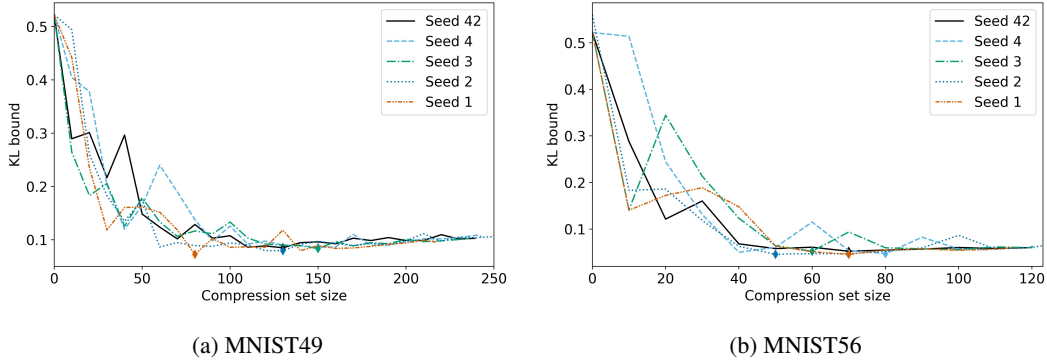 0.5
0.4
0.3
0.2
0.1
KL bound
0 50 100 150 200 250
Compression set size
Seed 42
Seed 4
Seed 3
Seed 2
Seed 1
(a) MNIST49
0.5
0.4
0.3
0.2
0.1
KL bound
0 20 40 60 80 100 120
Compression set size
Seed 42
Seed 4
Seed 3
Seed 2
Seed 1
(b) MNIST56